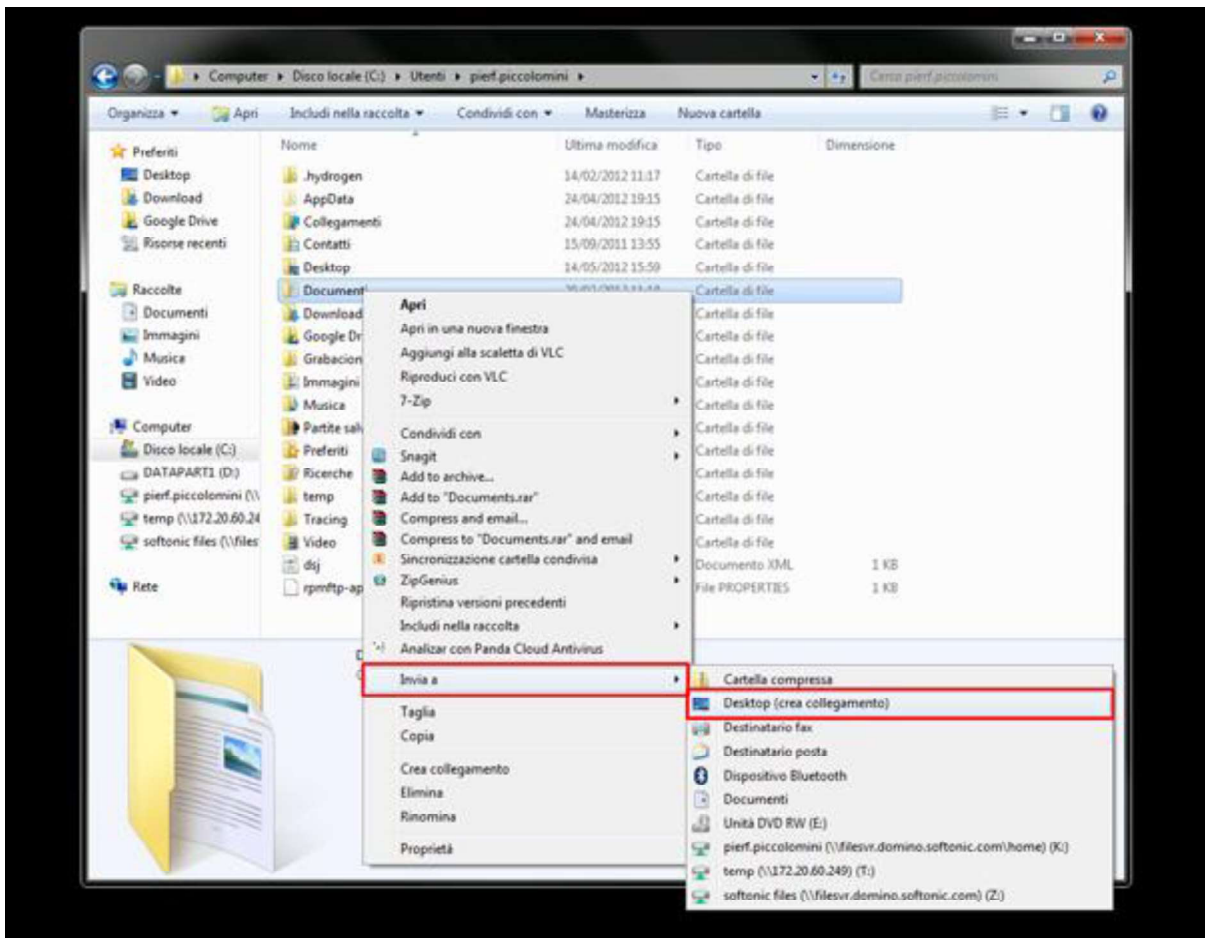 Computer ▸ Disco locale (C:) ▸ Utenti ▸ pierf.piccolomini ▸ Cerca pierf.piccolomini
Organizza Apri Includi nella raccolta Condividi con Masterizza Nuova cartella
Preferiti
Desktop
Download
Google Drive
Risorse recenti
Raccolte
Documenti
Immagini
Musica
Video
Computer
Disco locale (C:)
DATAPART1 (D:)
pierf.piccolomini (\\
temp (\\172.20.60.24
softonic files (\\files
Rete
Nome Ultima modifica Tipo Dimensione
.hydrogen 14/02/2012 11:17 Cartella di file
AppData 24/04/2012 19:15 Cartella di file
Collegamenti 24/04/2012 19:15 Cartella di file
Contatti 15/09/2011 13:55 Cartella di file
Desktop 14/05/2012 15:59 Cartella di file
Document Cartella di file
Download Cartella di file
Google Dr Cartella di file
Grabacion Cartella di file
Immagini Cartella di file
Musica Cartella di file
Partite salv Cartella di file
Preferiti Cartella di file
Ricerche Cartella di file
temp Cartella di file
Tracing Cartella di file
Video Cartella di file
dsj Documento XML 1 KB
rpmftp-ap File PROPERTIES 1 KB
Apri
Apri in una nuova finestra
Aggiungi alla scaletta di VLC
Riproduci con VLC
7-Zip
Condividi con
Snagit
Add to archive...
Add to "Documents.rar"
Compress and email...
Compress to "Documents.rar" and email
Sincronizzazione cartella condivisa
ZipGenius
Ripristina versioni precedenti
Includi nella raccolta
Analizar con Panda Cloud Antivirus
Invia a
Taglia
Copia
Crea collegamento
Elimina
Rinomina
Proprietà
Cartella compressa
Desktop (crea collegamento)
Destinatario fax
Destinatario posta
Dispositivo Bluetooth
Documenti
Unità DVD RW (E:)
pierf.piccolomini (\\filesvr.domino.softonic.com\home) (K:)
temp (\\172.20.60.249) (T:)
softonic files (\\filesvr.domino.softonic.com) (Z:)